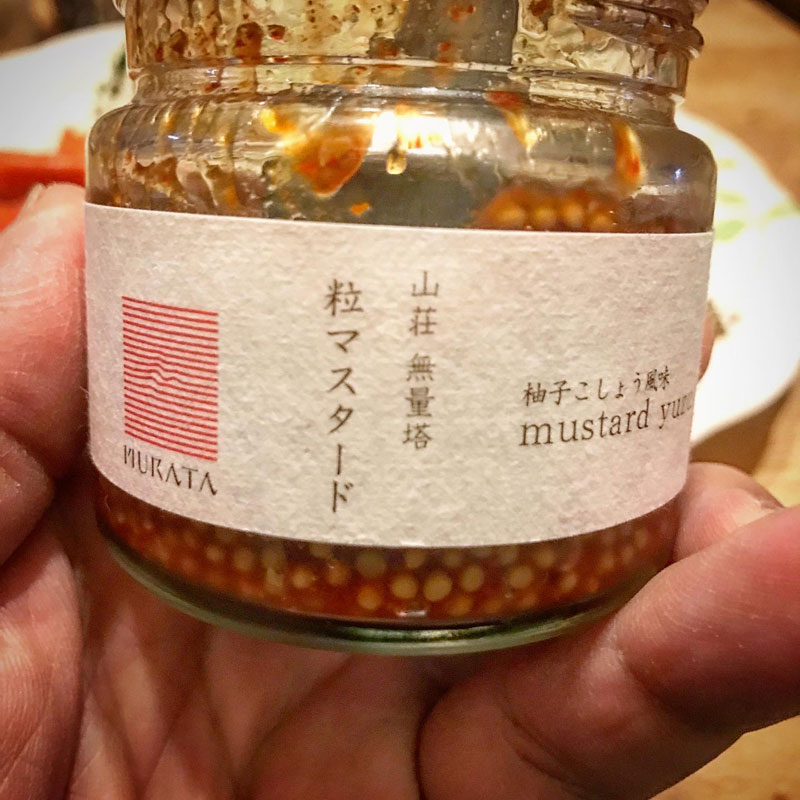 山荘 無量塔
粒マスタード
柚子こしょう風味
mustard
MURATA